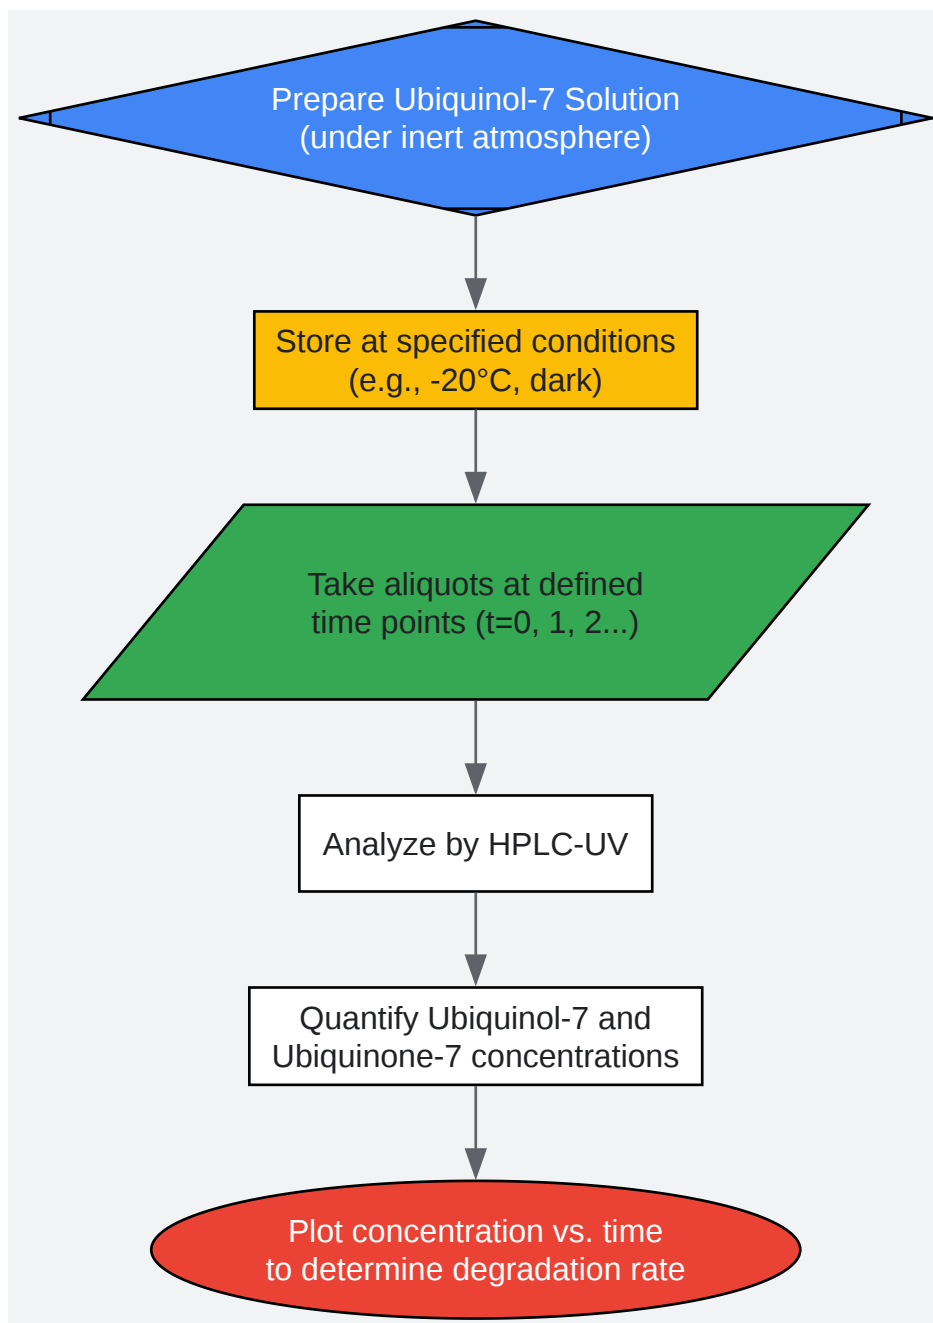 Prepare Ubiquinol-7 Solution
(under inert atmosphere)
Store at specified conditions
(e.g., -20°C, dark)
Take aliquots at defined
time points (t=0, 1, 2...)
Analyze by HPLC-UV
Quantify Ubiquinol-7 and
Ubiquinone-7 concentrations
Plot concentration vs. time
to determine degradation rate